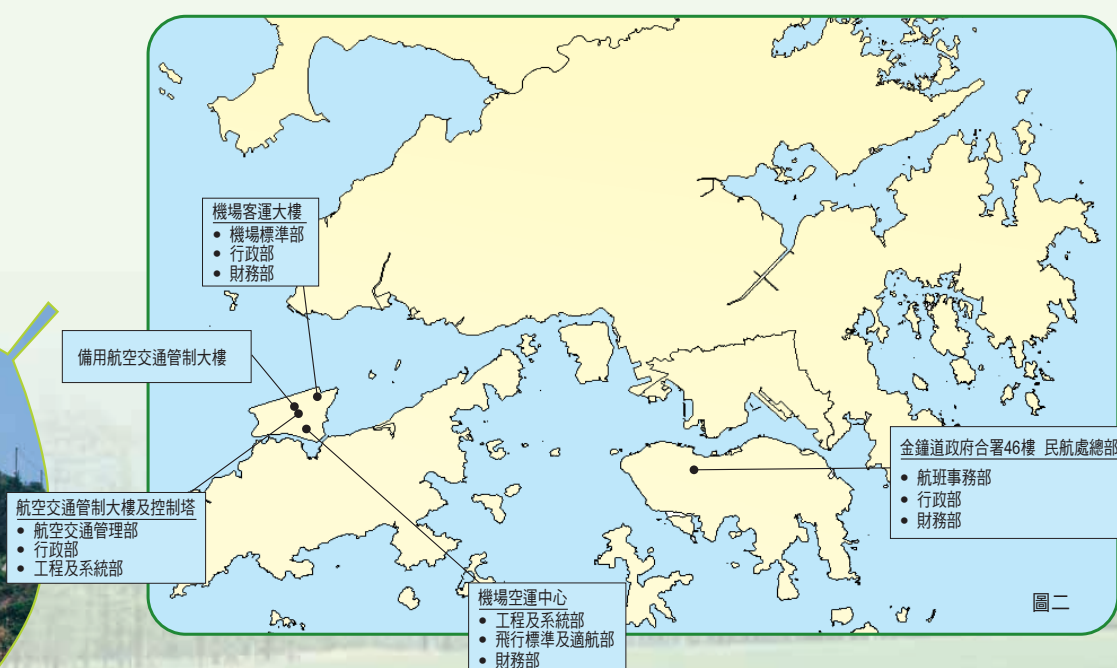 機場客運大樓
• 機場標準部
• 行政部
• 財務部
備用航空交通管制大樓
航空交通管制大樓及控制塔
• 航空交通管理部
• 行政部
• 工程及系統部
機場空運中心
• 工程及系統部
• 飛行標準及適航部
• 財務部
金鐘道政府合署46樓 民航處總部
• 航班事務部
• 行政部
• 財務部
圖二